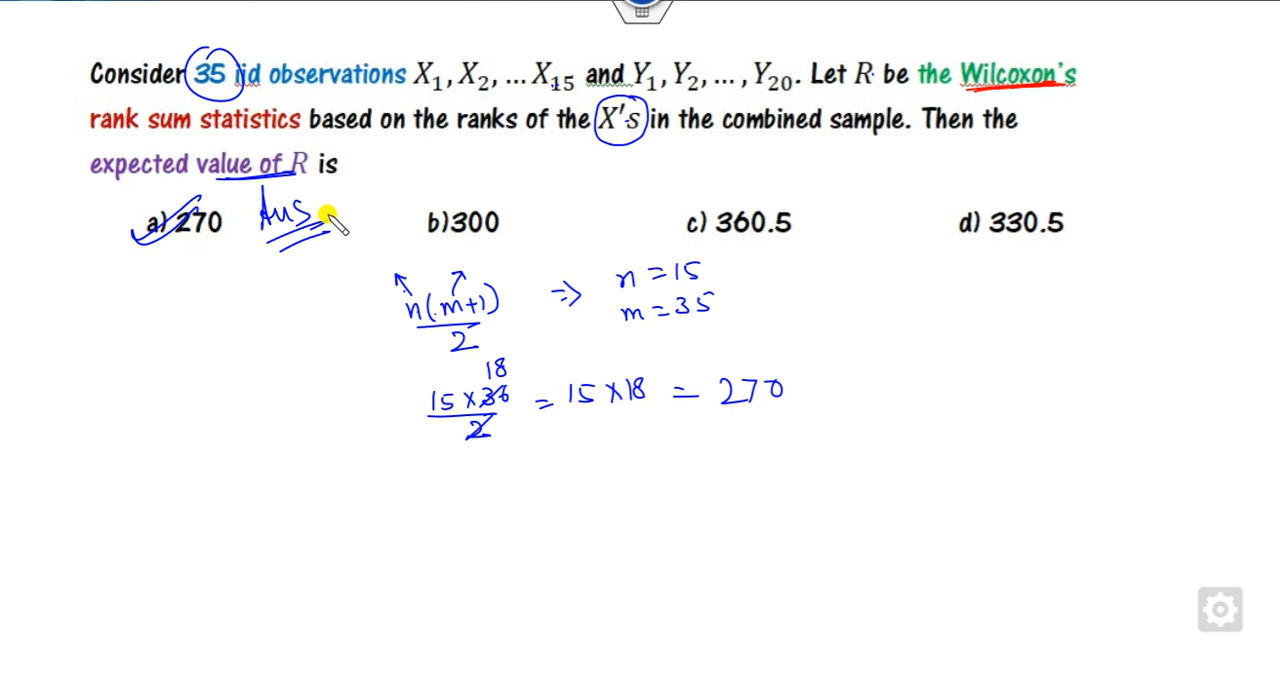 Consider 35 iid observations X₁, X₂, ... X₁₅ and Y₁, Y₂, ... , Y₂₀. Let R be the Wilcoxon's
rank sum statistics based on the ranks of the X's in the combined sample. Then the
expected value of R is
a) 270 Ans b)300 c) 360.5 d) 330.5
n(m+1)/2 => n = 15
m = 35
18
15 × 36/2 = 15 × 18 = 270